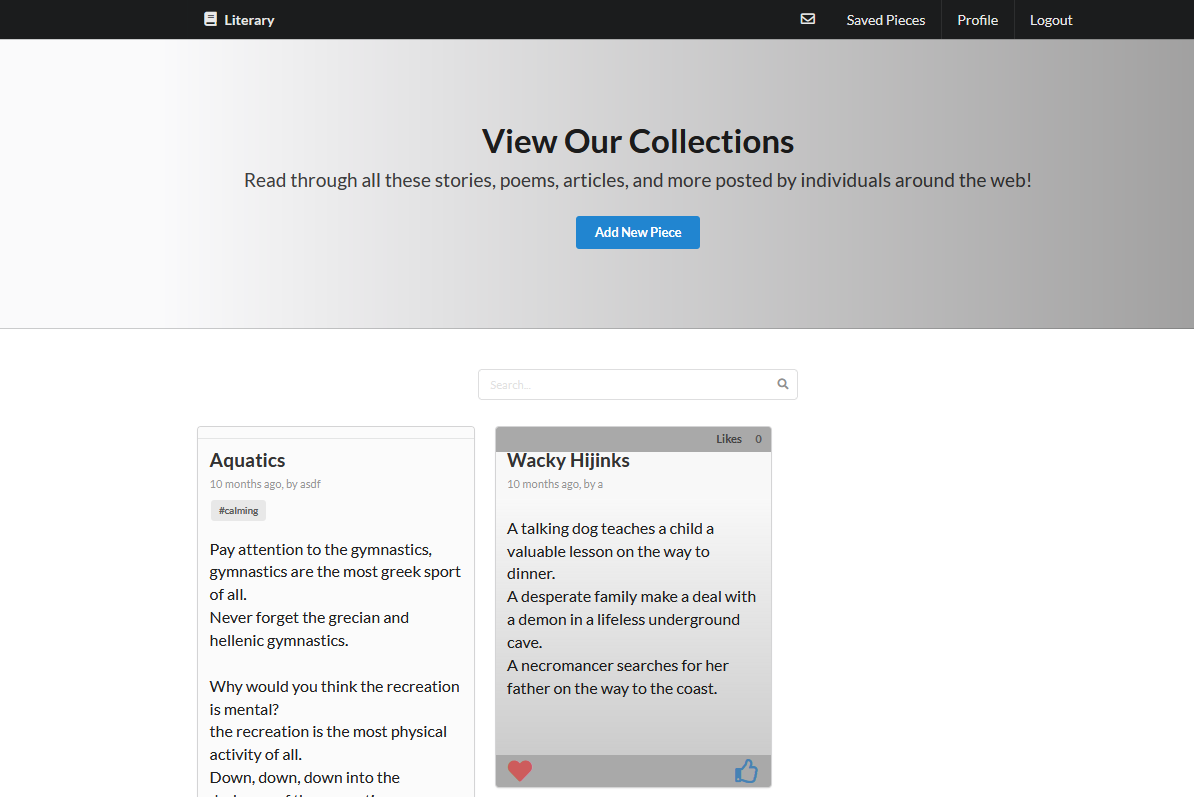 Literary
Saved Pieces
Profile
Logout
View Our Collections
Read through all these stories, poems, articles, and more posted by individuals around the web!
Add New Piece
Search...
Aquatics
10 months ago, by asdf
#calming
Pay attention to the gymnastics,
gymnastics are the most greek sport
of all.
Never forget the grecian and
hellenic gymnastics.
Why would you think the recreation
is mental?
the recreation is the most physical
activity of all.
Down, down, down into the
Likes 0
Wacky Hijinks
10 months ago, by a
A talking dog teaches a child a
valuable lesson on the way to
dinner.
A desperate family make a deal with
a demon in a lifeless underground
cave.
A necromancer searches for her
father on the way to the coast.